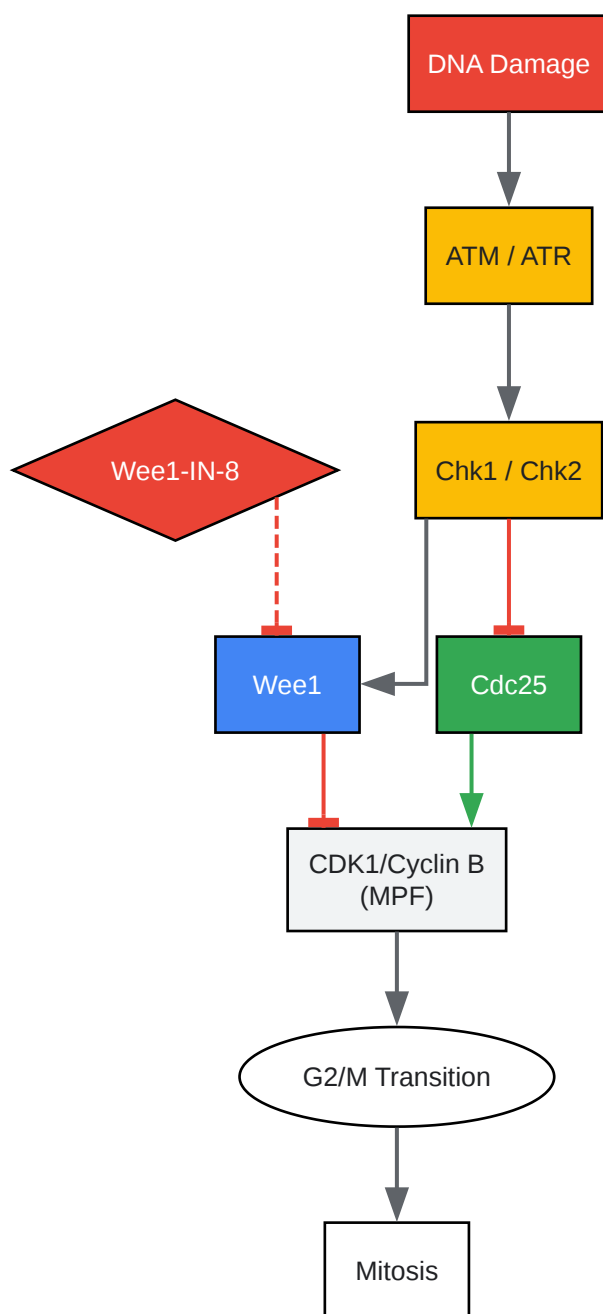 DNA Damage
ATM / ATR
Wee1-IN-8
Chk1 / Chk2
Wee1
Cdc25
CDK1/Cyclin B
(MPF)
G2/M Transition
Mitosis